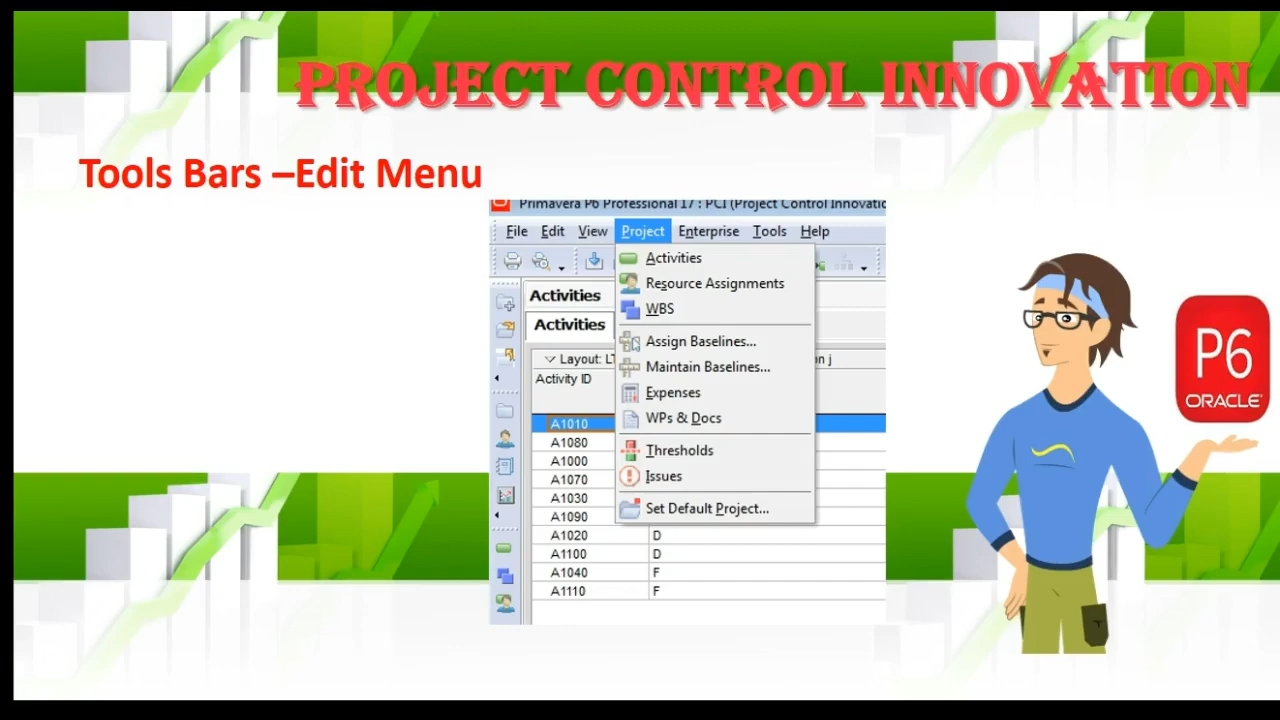 PROJECT CONTROL INNOVATION
Tools Bars –Edit Menu
Primavera P6 Professional 17 : PCI (Project Control Innovatio
File Edit View Project Enterprise Tools Help
Activities
Resource Assignments
WBS
Assign Baselines...
Maintain Baselines...
Expenses
WPs & Docs
Thresholds
Issues
Set Default Project...
Activities
Activities
Layout: LT
on j
Activity ID
A1010
A1080
A1000
A1070
A1030
A1090
A1020 D
A1100 D
A1040 F
A1110 F
P6
ORACLE